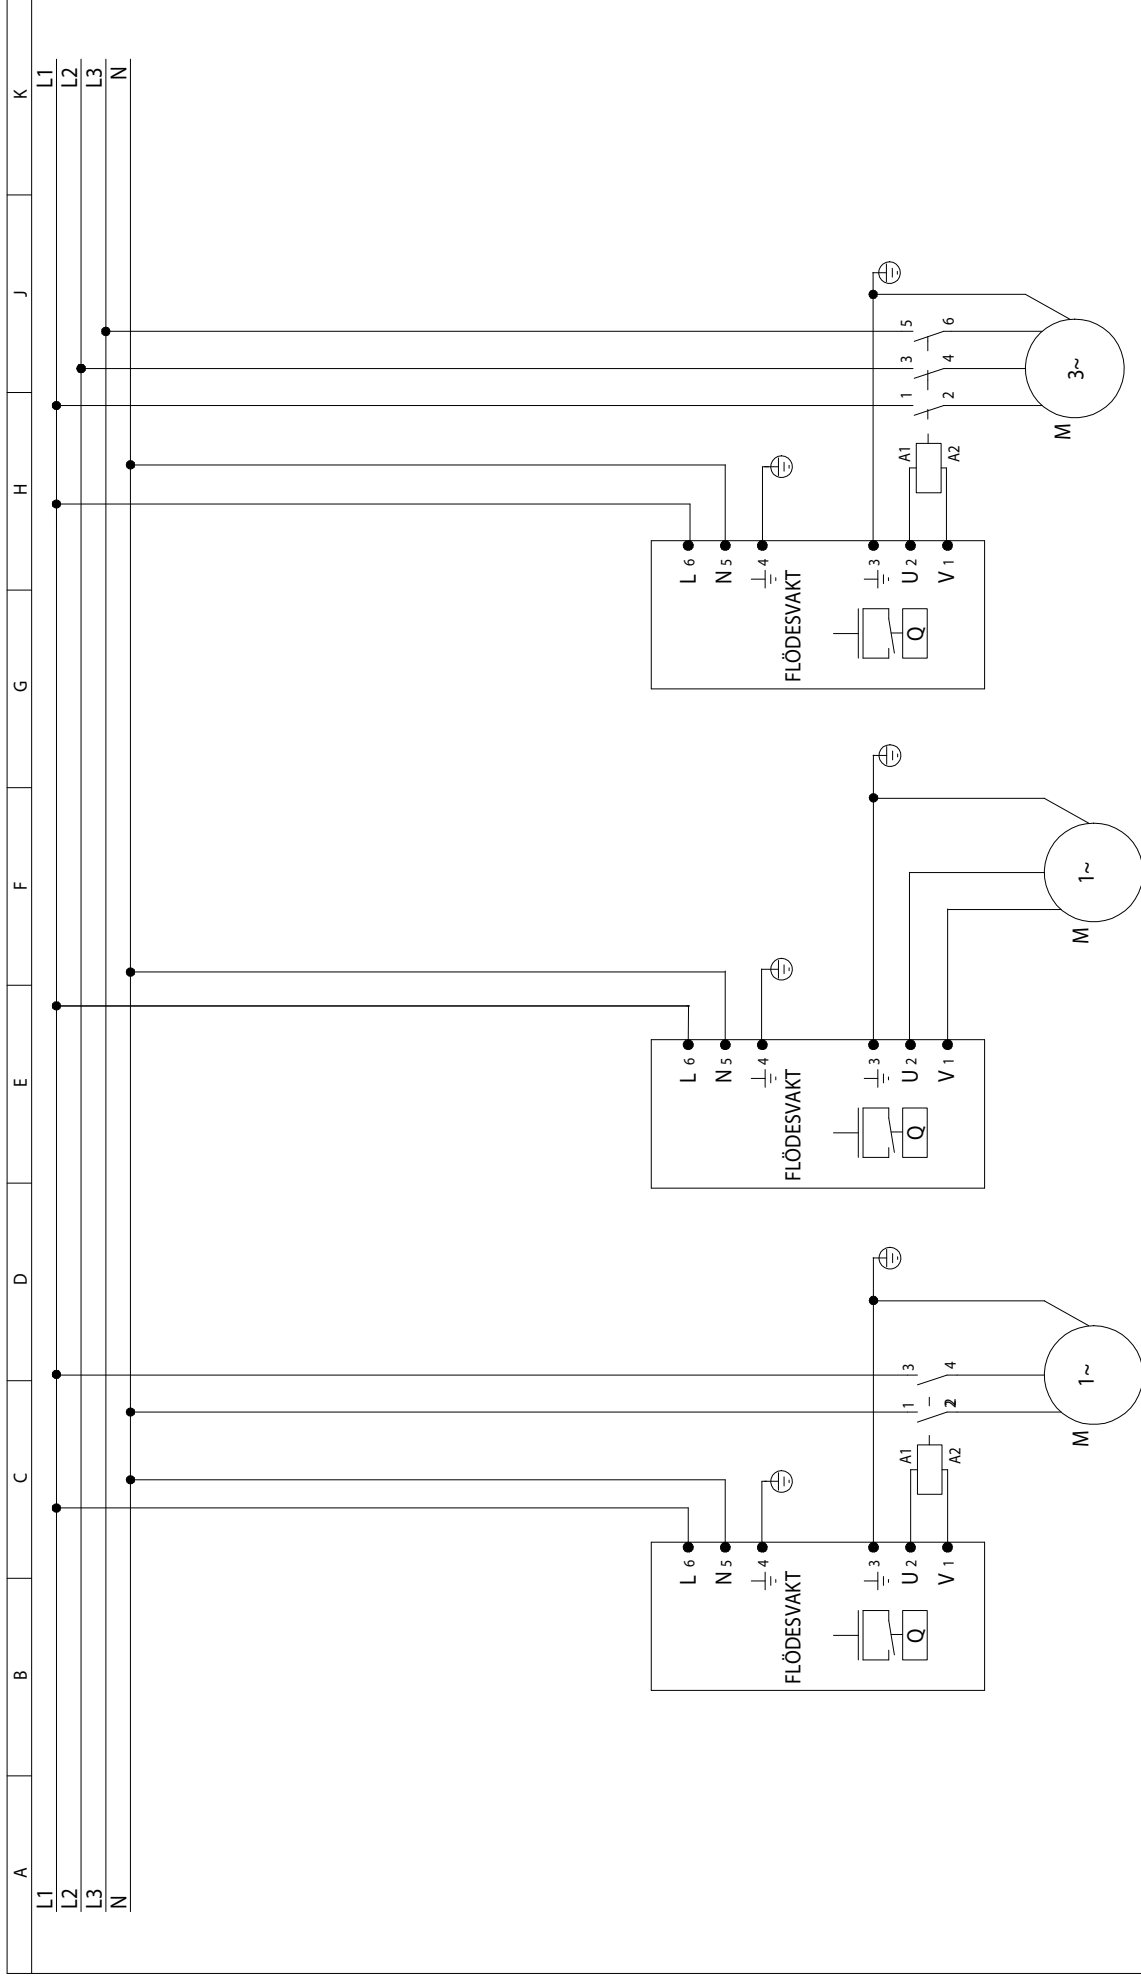 A B C D E F G H J K
L1 L1
L2 L2
L3 L3
N N
L 6
N 5
4
FLÖDESVAKT
3
U 2
V 1
Q
A1
A2
1
2
3
4
M
1~
L 6
N 5
4
FLÖDESVAKT
3
U 2
V 1
Q
M
1~
L 6
N 5
4
FLÖDESVAKT
3
U 2
V 1
Q
A1
A2
1 3 5
2 4 6
M
3~